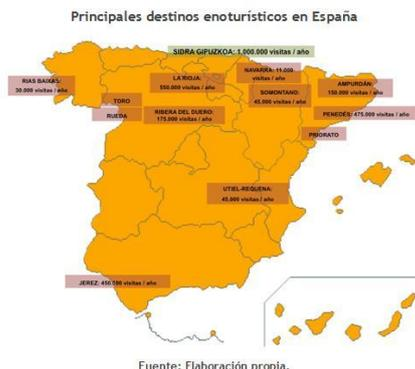 Principales destinos enoturísticos en España
SIDRA GIPUZKOA: 1.000.000 visitas / año
RIAS BAIXAS:
30.000 visitas / año
LA RIOJA:
550.000 visitas / año
NAVARRA: 11.000
visitas / año
SOMONTANO:
45.000 visitas / año
AMPURDÁN:
150.000 visitas / año
TORO
RUEDA
RIBERA DEL DUERO:
175.000 visitas / año
PENEDÉS: 475.000 visitas / año
PRIORATO
UTIEL-REQUENA:
45.000 visitas / año
JEREZ: visitas / año
Fuente: Elaboración propia.